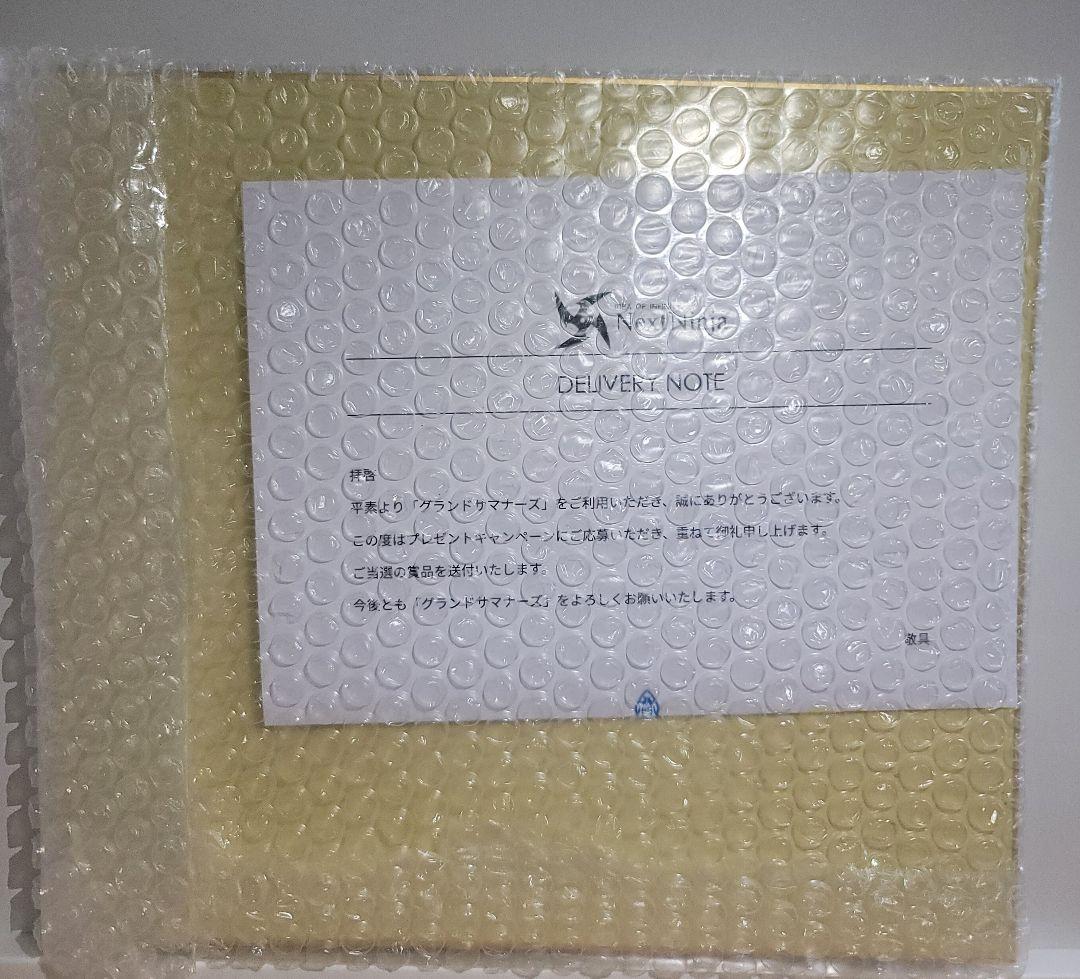 Next Ninja
DELIVERY NOTE
拝啓
平素より「グランドサマナーズ」をご利用いただき、誠にありがとうございます。
この度はプレゼントキャンペーンにご応募いただき、重ねて御礼申し上げます。
ご当選の賞品を送付いたします。
今後とも「グランドサマナーズ」をよろしくお願いいたします。
敬具